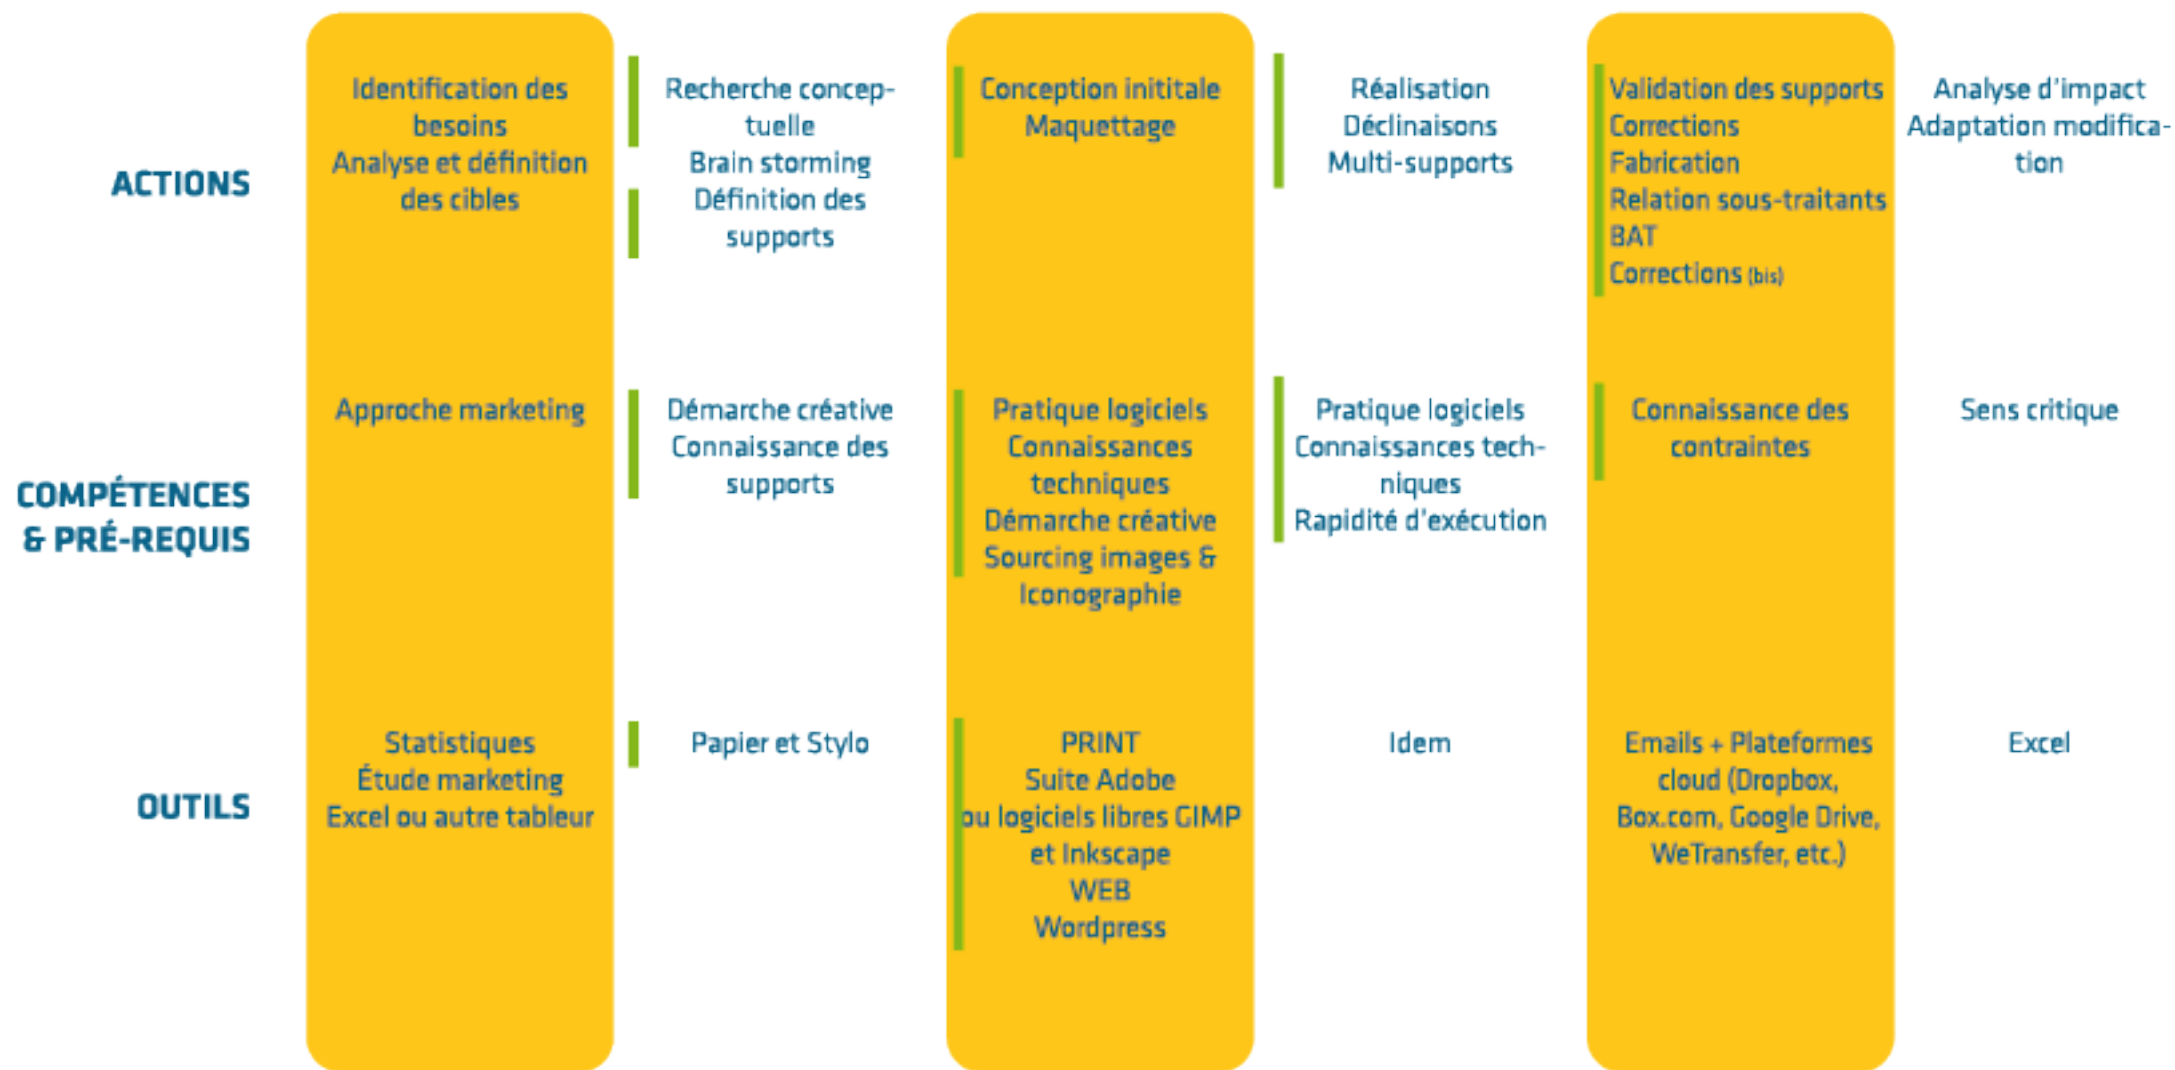 ACTIONS
Identification des
besoins
Analyse et définition
des cibles
Recherche concep-
tuelle
Brain storming
Définition des
supports
Conception inititale
Maquettage
Réalisation
Déclinaisons
Multi-supports
Validation des supports
Corrections
Fabrication
Relation sous-traitants
BAT
Corrections (bis)
Analyse d'impact
Adaptation modifica-
tion
COMPÉTENCES
& PRÉ-REQUIS
Approche marketing
Démarche créative
Connaissance des
supports
Pratique logiciels
Connaissances
techniques
Démarche créative
Sourcing images &
Iconographie
Pratique logiciels
Connaissances tech-
niques
Rapidité d'exécution
Connaissance des
contraintes
Sens critique
OUTILS
Statistiques
Étude marketing
Excel ou autre tableur
Papier et Stylo
PRINT
Suite Adobe
ou logiciels libres GIMP
et Inkscape
WEB
Wordpress
Idem
Emails + Plateformes
cloud (Dropbox,
Box.com, Google Drive,
WeTransfer, etc.)
Excel